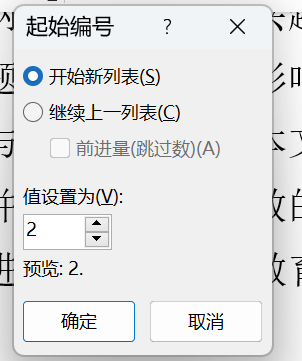 起始编号
?
开始新列表(S)
继续上一列表(C)
前进量(跳过数)(A)
值设置为(V):
2
预览: 2.
确定
取消